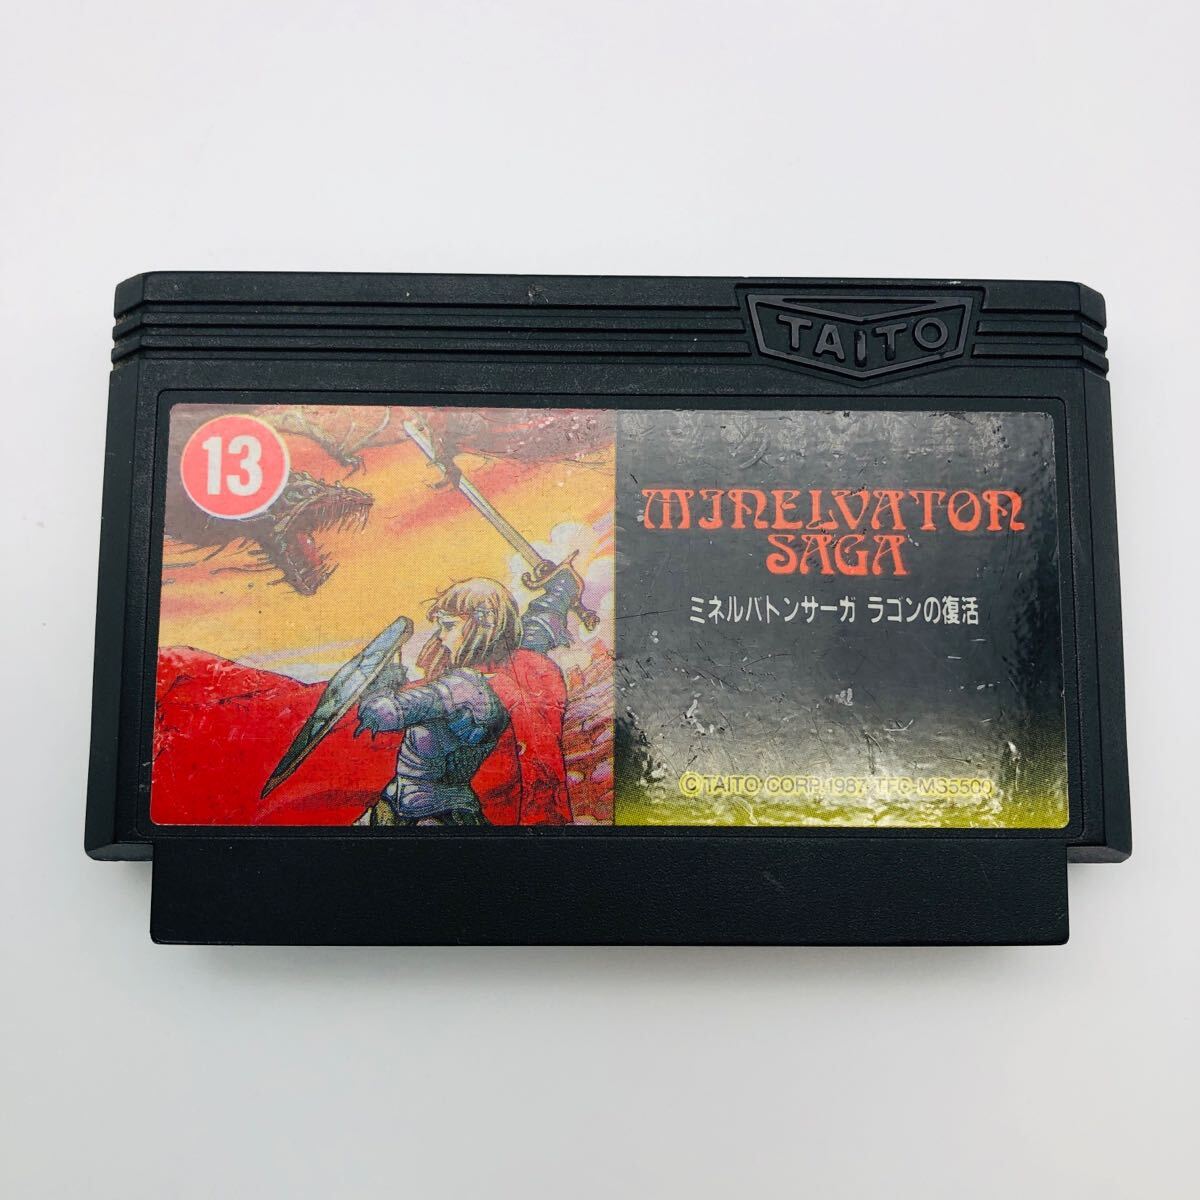 TAITO
13
MINELVATON
SAGA
ミネルバトンサーガ ラゴンの復活
©TAITO CORP. 1987 TFC-MS5500